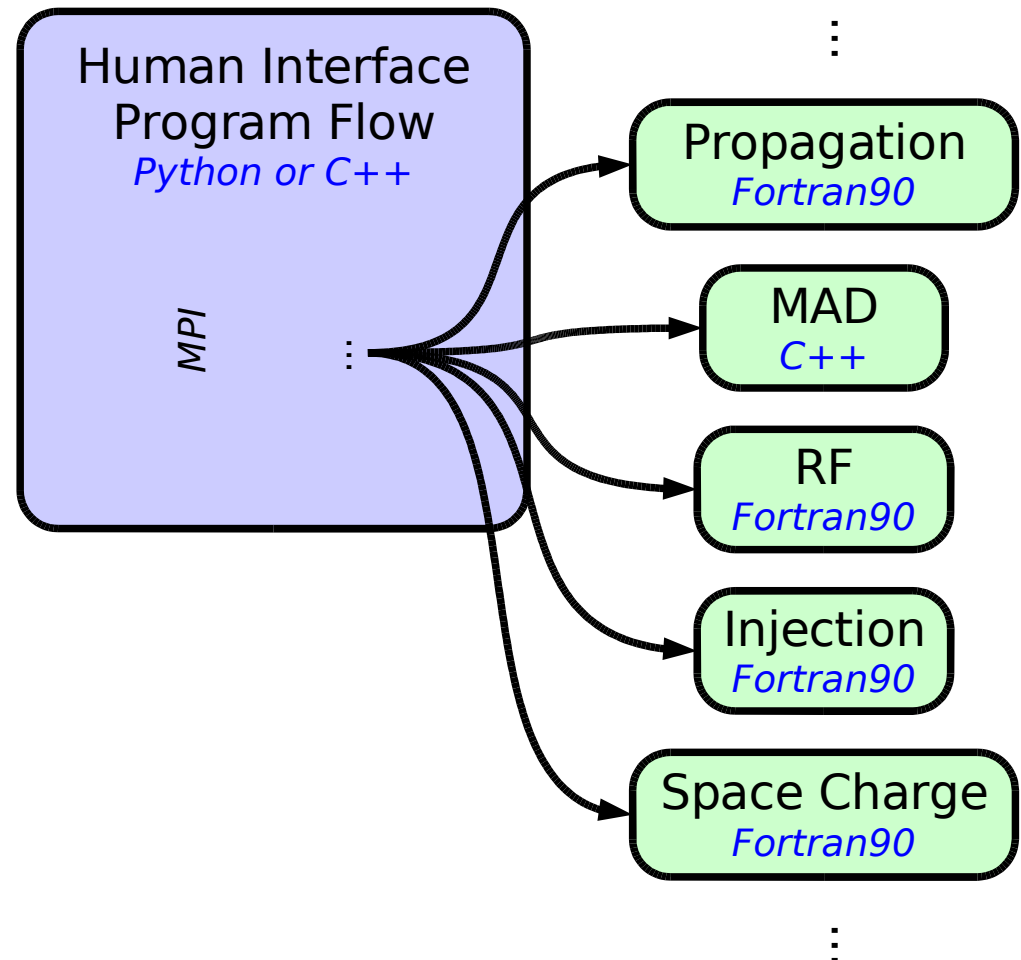 Human Interface
Program Flow
Python or C++
MPI
...
...
Propagation
Fortran90
MAD
C++
RF
Fortran90
Injection
Fortran90
Space Charge
Fortran90
...